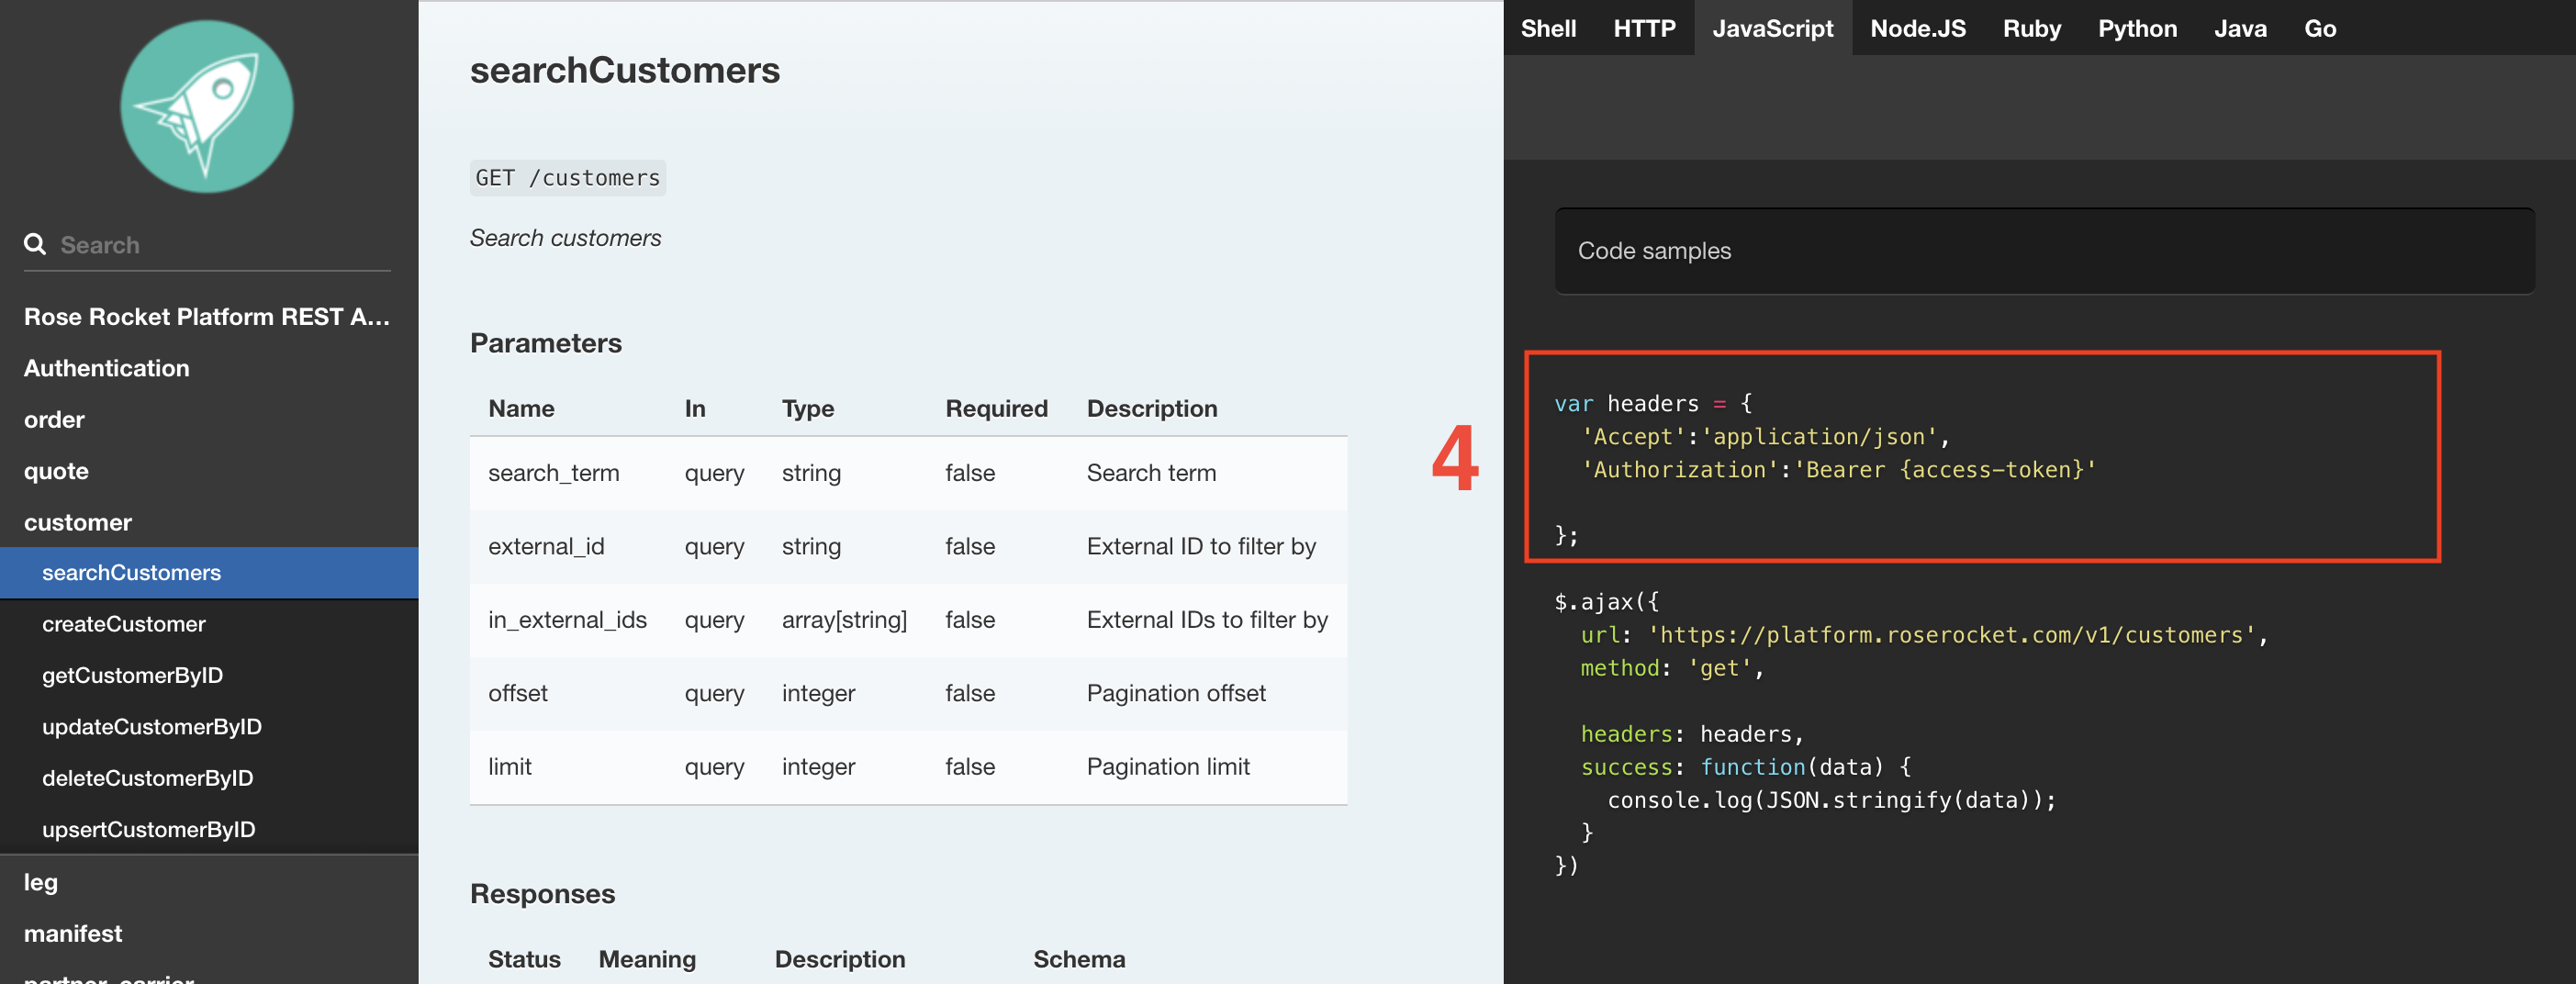 Search
Rose Rocket Platform REST A...
Authentication
order
quote
customer
searchCustomers
createCustomer
getCustomerByID
updateCustomerByID
deleteCustomerByID
upsertCustomerByID
leg
manifest
partner_carrier
searchCustomers
GET /customers
Search customers
Parameters
Name In Type Required Description
search_term query string false Search term
external_id query string false External ID to filter by
in_external_ids query array[string] false External IDs to filter by
offset query integer false Pagination offset
limit query integer false Pagination limit
Responses
Status Meaning Description Schema
4
Shell HTTP JavaScript Node.JS Ruby Python Java Go
Code samples
var headers = {
  'Accept':'application/json',
  'Authorization':'Bearer {access-token}'
};
$.ajax({
  url: 'https://platform.roserocket.com/v1/customers',
  method: 'get',
  headers: headers,
  success: function(data) {
    console.log(JSON.stringify(data));
  }
})